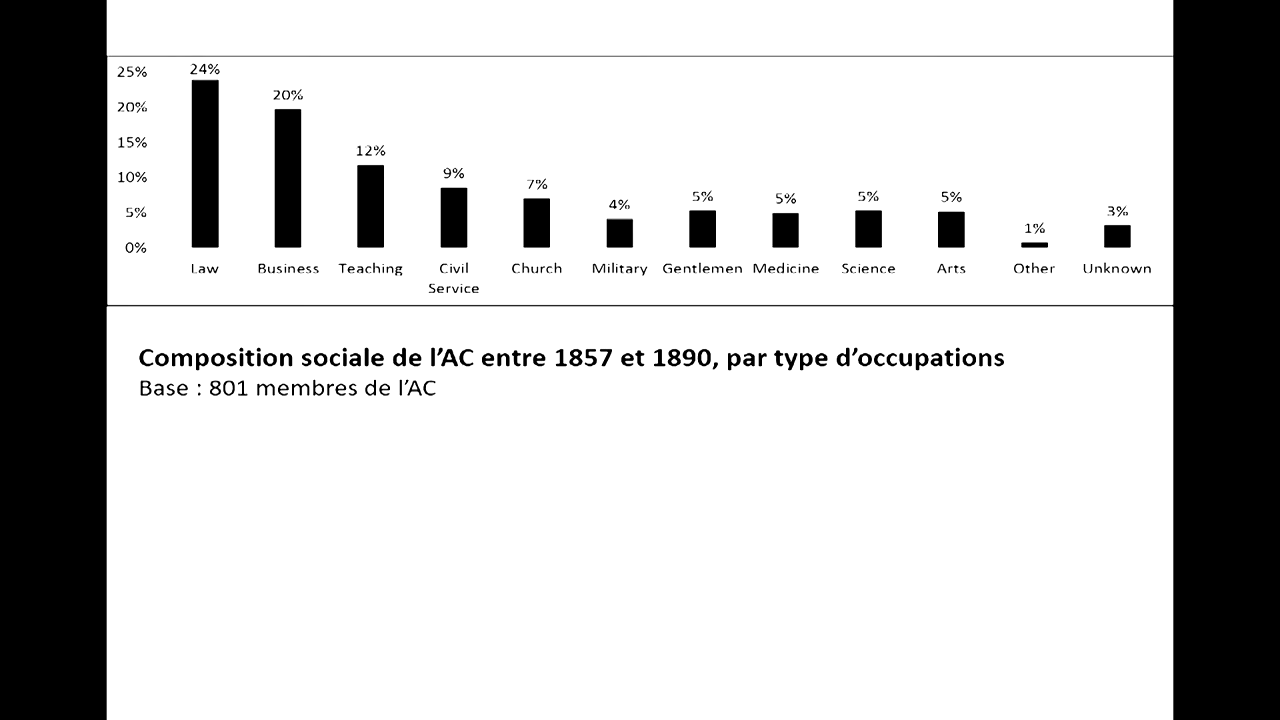 25%
20%
15%
10%
5%
0%
24%
20%
12%
9%
7%
4%
5%
5%
5%
5%
1%
3%
Law
Business
Teaching
Civil
Service
Church
Military
Gentlemen
Medicine
Science
Arts
Other
Unknown
Composition sociale de l’AC entre 1857 et 1890, par type d’occupations
Base : 801 membres de l’AC